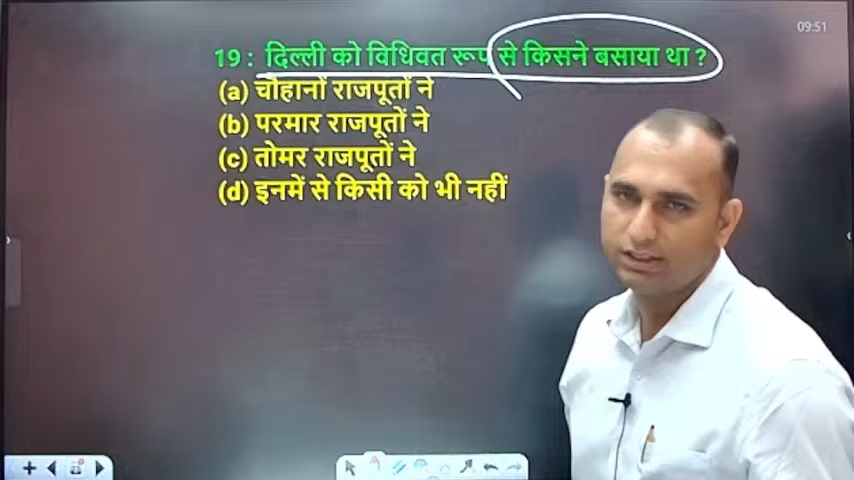 09:51
19 : दिल्ली को विधिवत रूप से किसने बसाया था ?
(a) चौहानों राजपूतों ने
(b) परमार राजपूतों ने
(c) तोमर राजपूतों ने
(d) इनमें से किसी को भी नहीं